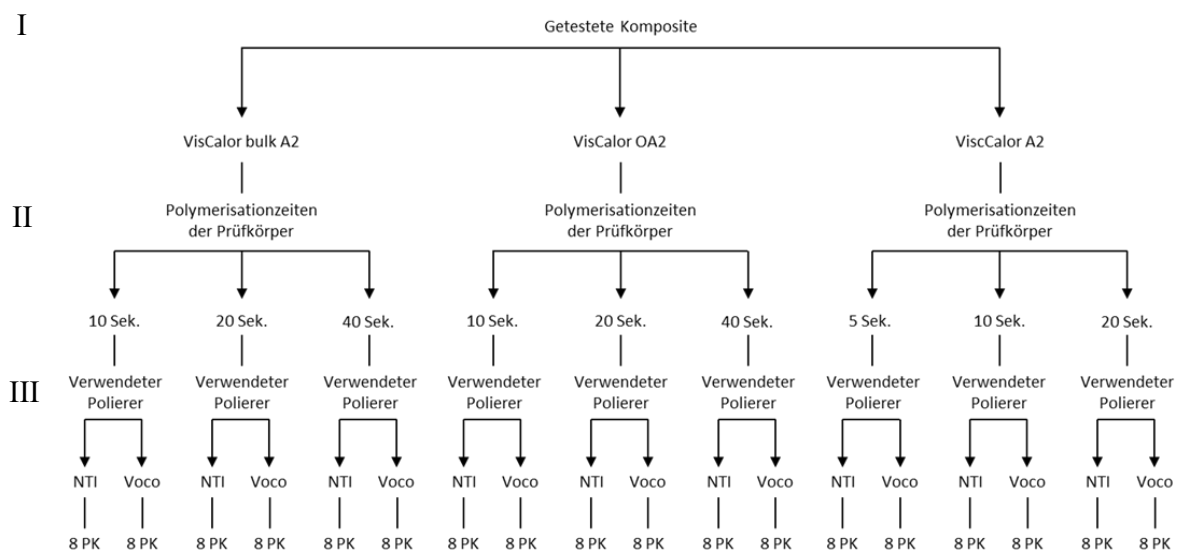 I
Getestete Komposite
VisCalor bulk A2 VisCalor OA2 ViscCalor A2
II
Polymerisationzeiten Polymerisationzeiten Polymerisationzeiten
der Prüfkörper der Prüfkörper der Prüfkörper
10 Sek. 20 Sek. 40 Sek. 10 Sek. 20 Sek. 40 Sek. 5 Sek. 10 Sek. 20 Sek.
III
Verwendeter Verwendeter Verwendeter Verwendeter Verwendeter Verwendeter Verwendeter Verwendeter Verwendeter
Polierer Polierer Polierer Polierer Polierer Polierer Polierer Polierer Polierer
NTI Voco NTI Voco NTI Voco NTI Voco NTI Voco NTI Voco NTI Voco NTI Voco NTI Voco
8 PK 8 PK 8 PK 8 PK 8 PK 8 PK 8 PK 8 PK 8 PK 8 PK 8 PK 8 PK 8 PK 8 PK 8 PK 8 PK 8 PK 8 PK